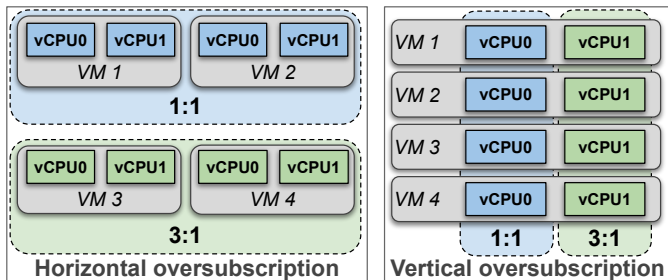 vCPU0 vCPU1 vCPU0 vCPU1
VM 1 VM 2
1:1
vCPU0 vCPU1 vCPU0 vCPU1
VM 3 VM 4
3:1
Horizontal oversubscription
VM 1 vCPU0 vCPU1
VM 2 vCPU0 vCPU1
VM 3 vCPU0 vCPU1
VM 4 vCPU0 vCPU1
1:1 3:1
Vertical oversubscription